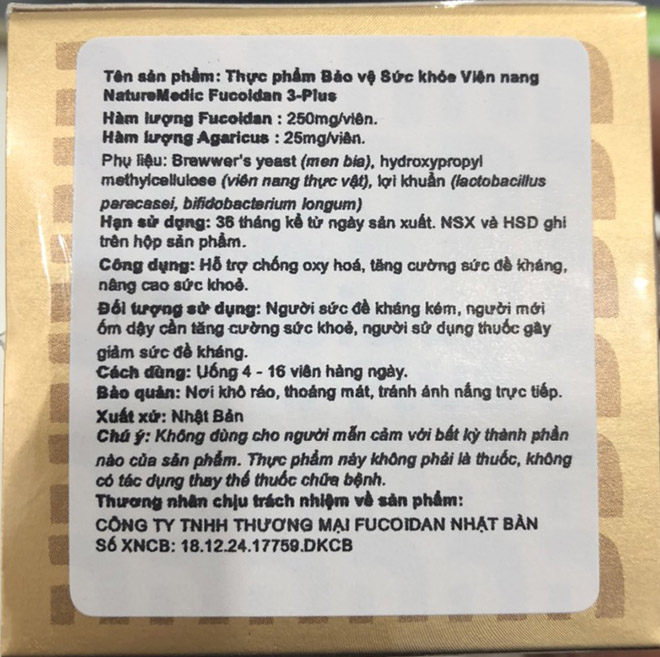 Tên sản phẩm: Thực phẩm Bảo vệ Sức khỏe Viên nang
NatureMedic Fucoidan 3-Plus
Hàm lượng Fucoidan : 250mg/viên.
Hàm lượng Agaricus : 25mg/viên.
Phụ liệu: Brewwer's yeast (men bia), hydroxypropyl
methylcellulose (viên nang thực vật), lợi khuẩn (lactobacillus
paracasei, bifidobacterium longum)
Hạn sử dụng: 36 tháng kể từ ngày sản xuất. NSX và HSD ghi
trên hộp sản phẩm.
Công dụng: Hỗ trợ chống oxy hoá, tăng cường sức đề kháng,
nâng cao sức khoẻ.
Đối tượng sử dụng: Người sức đề kháng kém, người mới
ốm dậy cần tăng cường sức khoẻ, người sử dụng thuốc gây
giảm sức đề kháng.
Cách dùng: Uống 4 - 16 viên hàng ngày.
Bảo quản: Nơi khô ráo, thoáng mát, tránh ánh nắng trực tiếp.
Xuất xứ: Nhật Bản
Chú ý: Không dùng cho người mẫn cảm với bất kỳ thành phần
nào của sản phẩm. Thực phẩm này không phải là thuốc, không
có tác dụng thay thế thuốc chữa bệnh.
Thương nhân chịu trách nhiệm về sản phẩm:
CÔNG TY TNHH THƯƠNG MẠI FUCOIDAN NHẬT BẢN
Số XNCB: 18.12.24.17759.DKCB